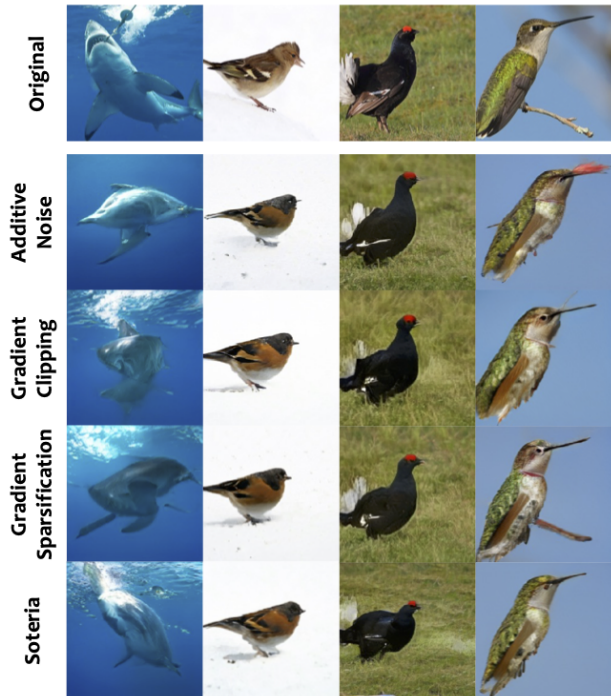 Original
Additive
Noise
Gradient
Clipping
Gradient
Sparsification
Soteria